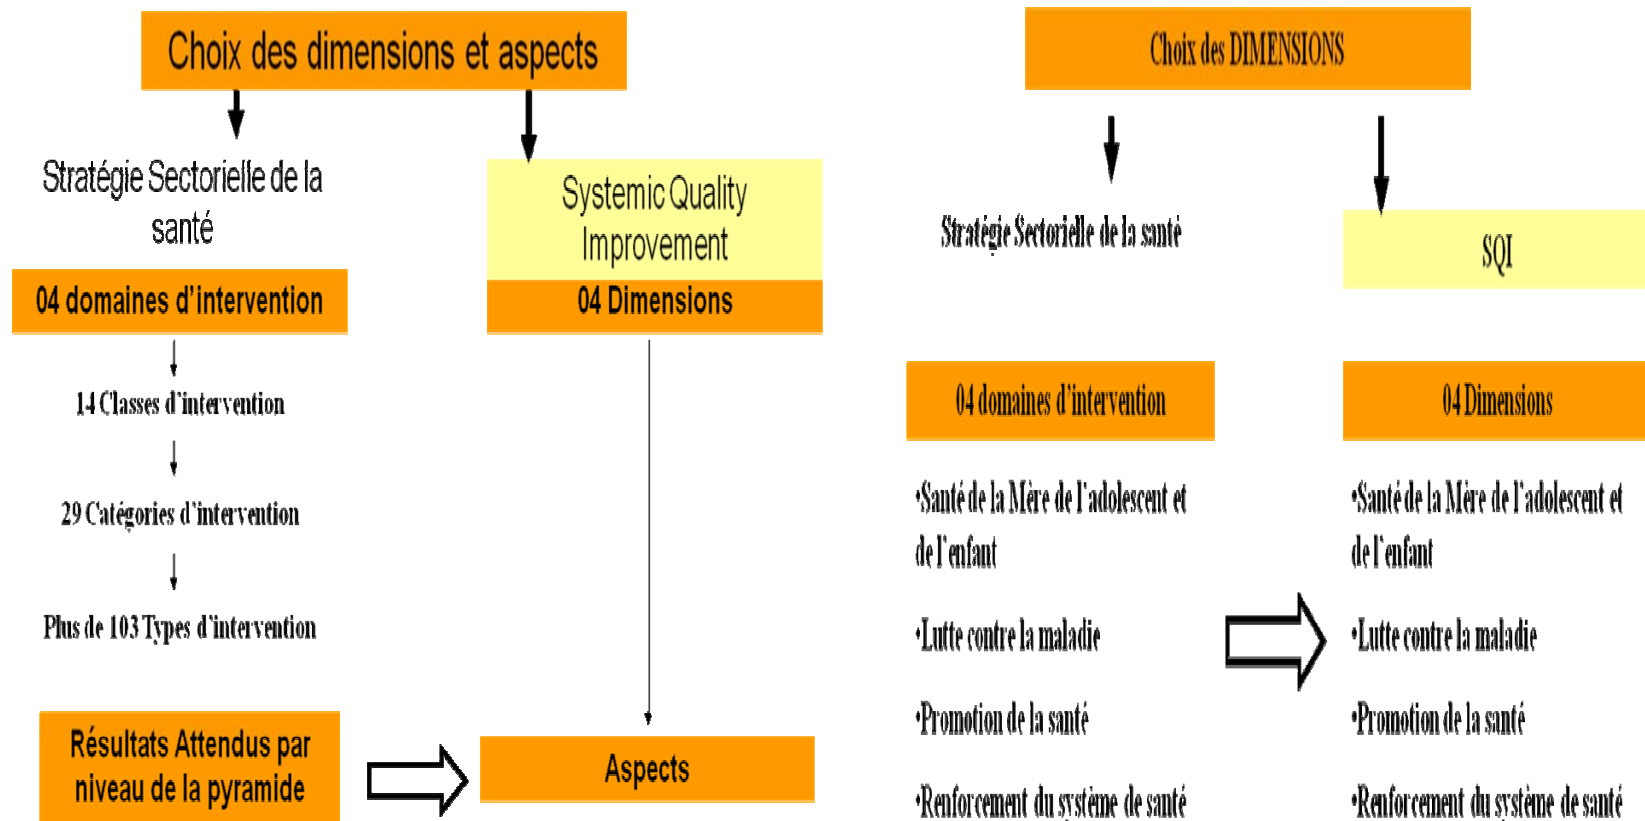 Choix des dimensions et aspects
Stratégie Sectorielle de la
santé
04 domaines d'intervention
14 Classes d'intervention
29 Catégories d'intervention
Plus de 103 Types d'intervention
Résultats Attendus par
niveau de la pyramide
Systemic Quality
Improvement
04 Dimensions
Aspects
Choix des DIMENSIONS
Stratégie Sectorielle de la santé
04 domaines d'intervention
•Santé de la Mère de l'adolescent et
de l'enfant
•Lutte contre la maladie
•Promotion de la santé
•Renforcement du système de santé
SQI
04 Dimensions
•Santé de la Mère de l'adolescent et
de l'enfant
•Lutte contre la maladie
•Promotion de la santé
•Renforcement du système de santé